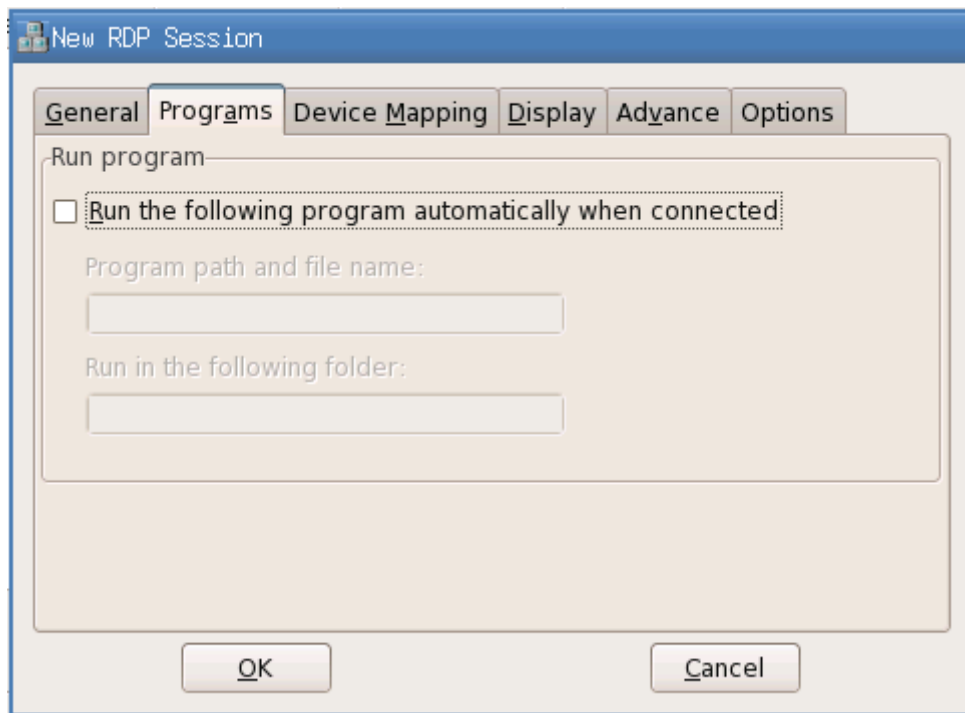 New RDP Session
General Programs Device Mapping Display Advance Options
Run program
Run the following program automatically when connected
Program path and file name:
Run in the following folder:
OK Cancel